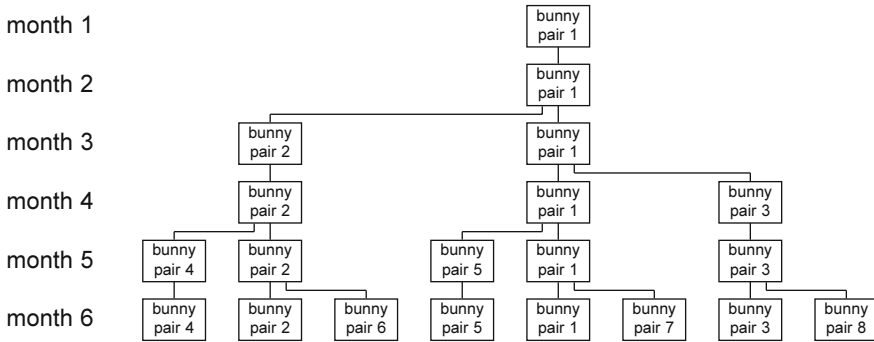 month 1
bunny
pair 1
month 2
bunny
pair 1
month 3
bunny
pair 2
bunny
pair 1
month 4
bunny
pair 2
bunny
pair 1
bunny
pair 3
month 5
bunny
pair 4
bunny
pair 2
bunny
pair 5
bunny
pair 1
bunny
pair 3
month 6
bunny
pair 4
bunny
pair 2
bunny
pair 6
bunny
pair 5
bunny
pair 1
bunny
pair 7
bunny
pair 3
bunny
pair 8